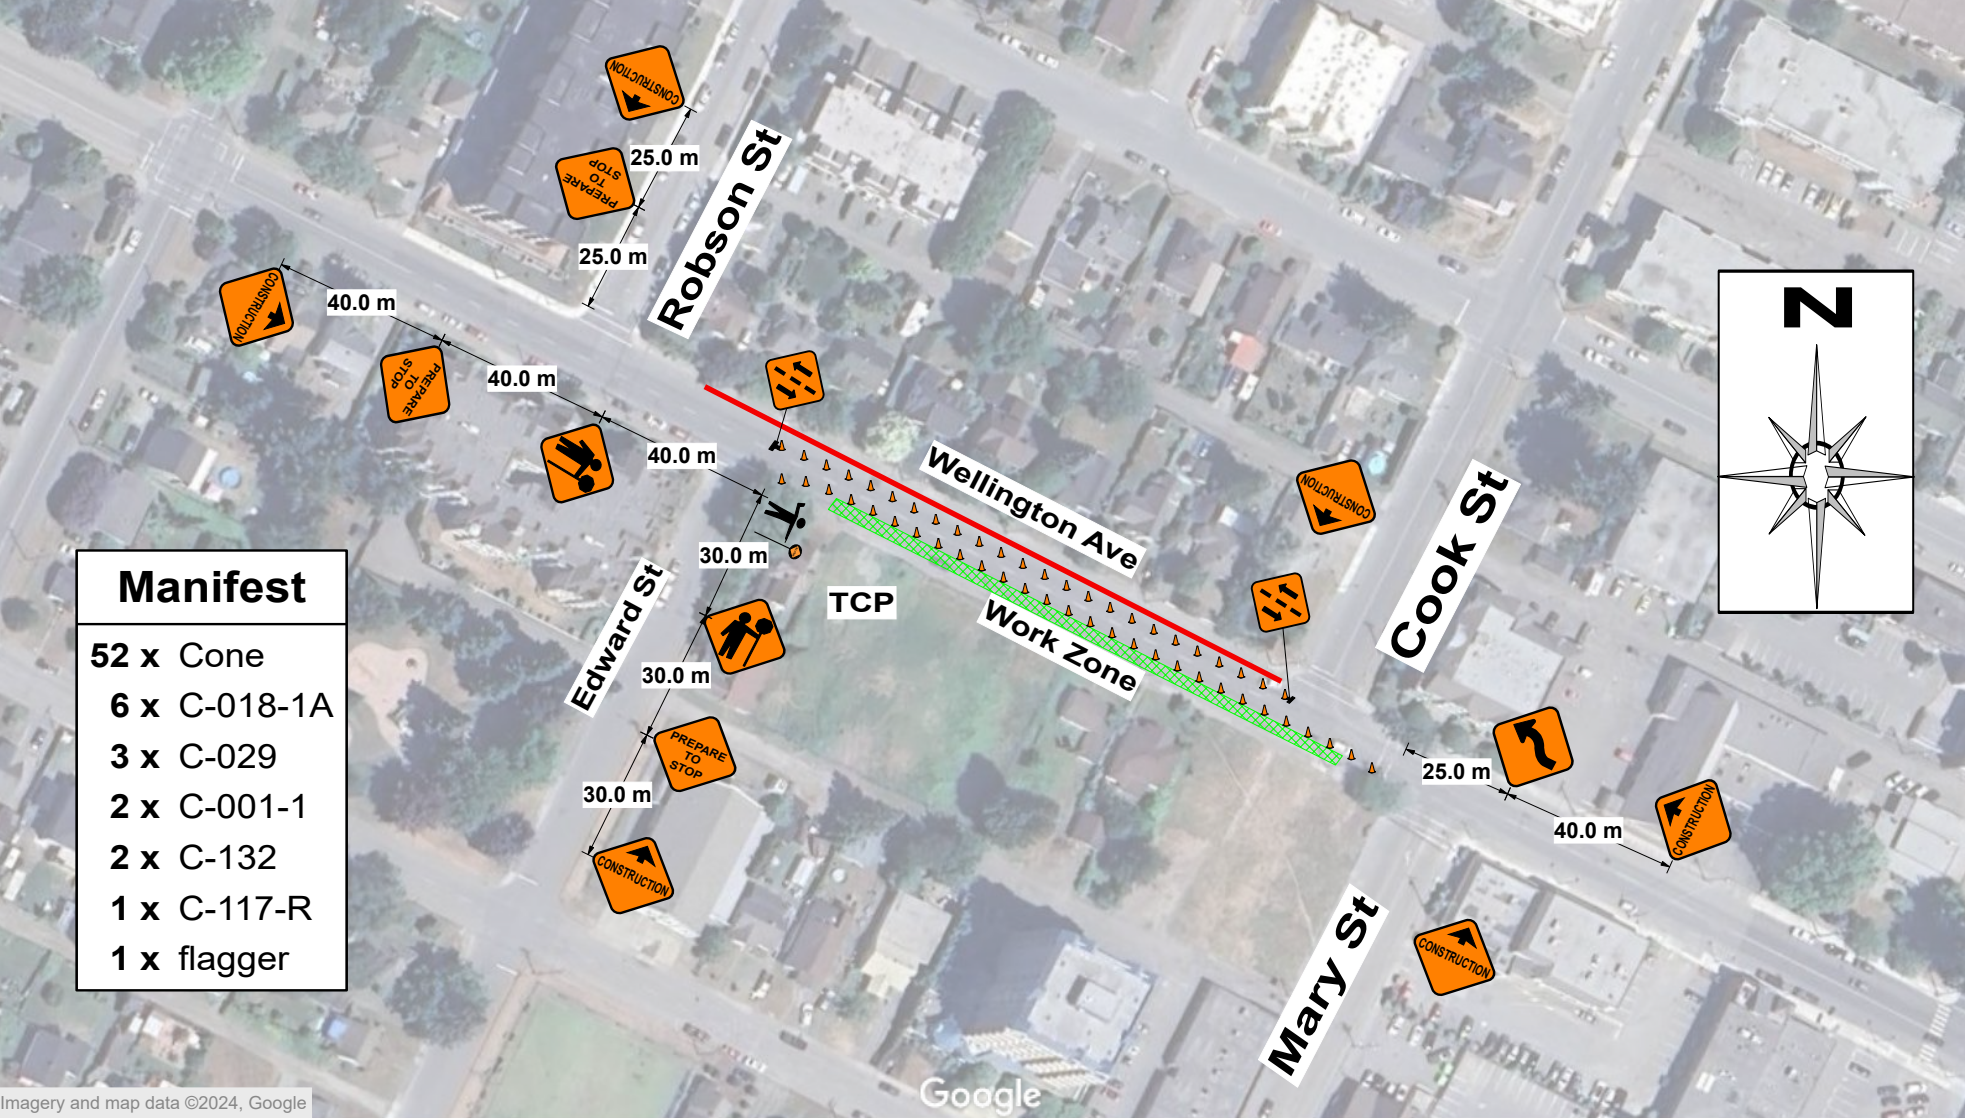 CONSTRUCTION
PREPARE
TO
STOP
25.0 m
25.0 m
Robson St
CONSTRUCTION
40.0 m
PREPARE
TO
STOP
40.0 m
40.0 m
Wellington Ave
CONSTRUCTION
Cook St
N
30.0 m
Edward St
TCP
Work Zone
30.0 m
PREPARE
TO
STOP
30.0 m
CONSTRUCTION
25.0 m
40.0 m
CONSTRUCTION
Mary St
CONSTRUCTION
Manifest
52 x Cone
6 x C-018-1A
3 x C-029
2 x C-001-1
2 x C-132
1 x C-117-R
1 x flagger
Google
Imagery and map data ©2024, Google